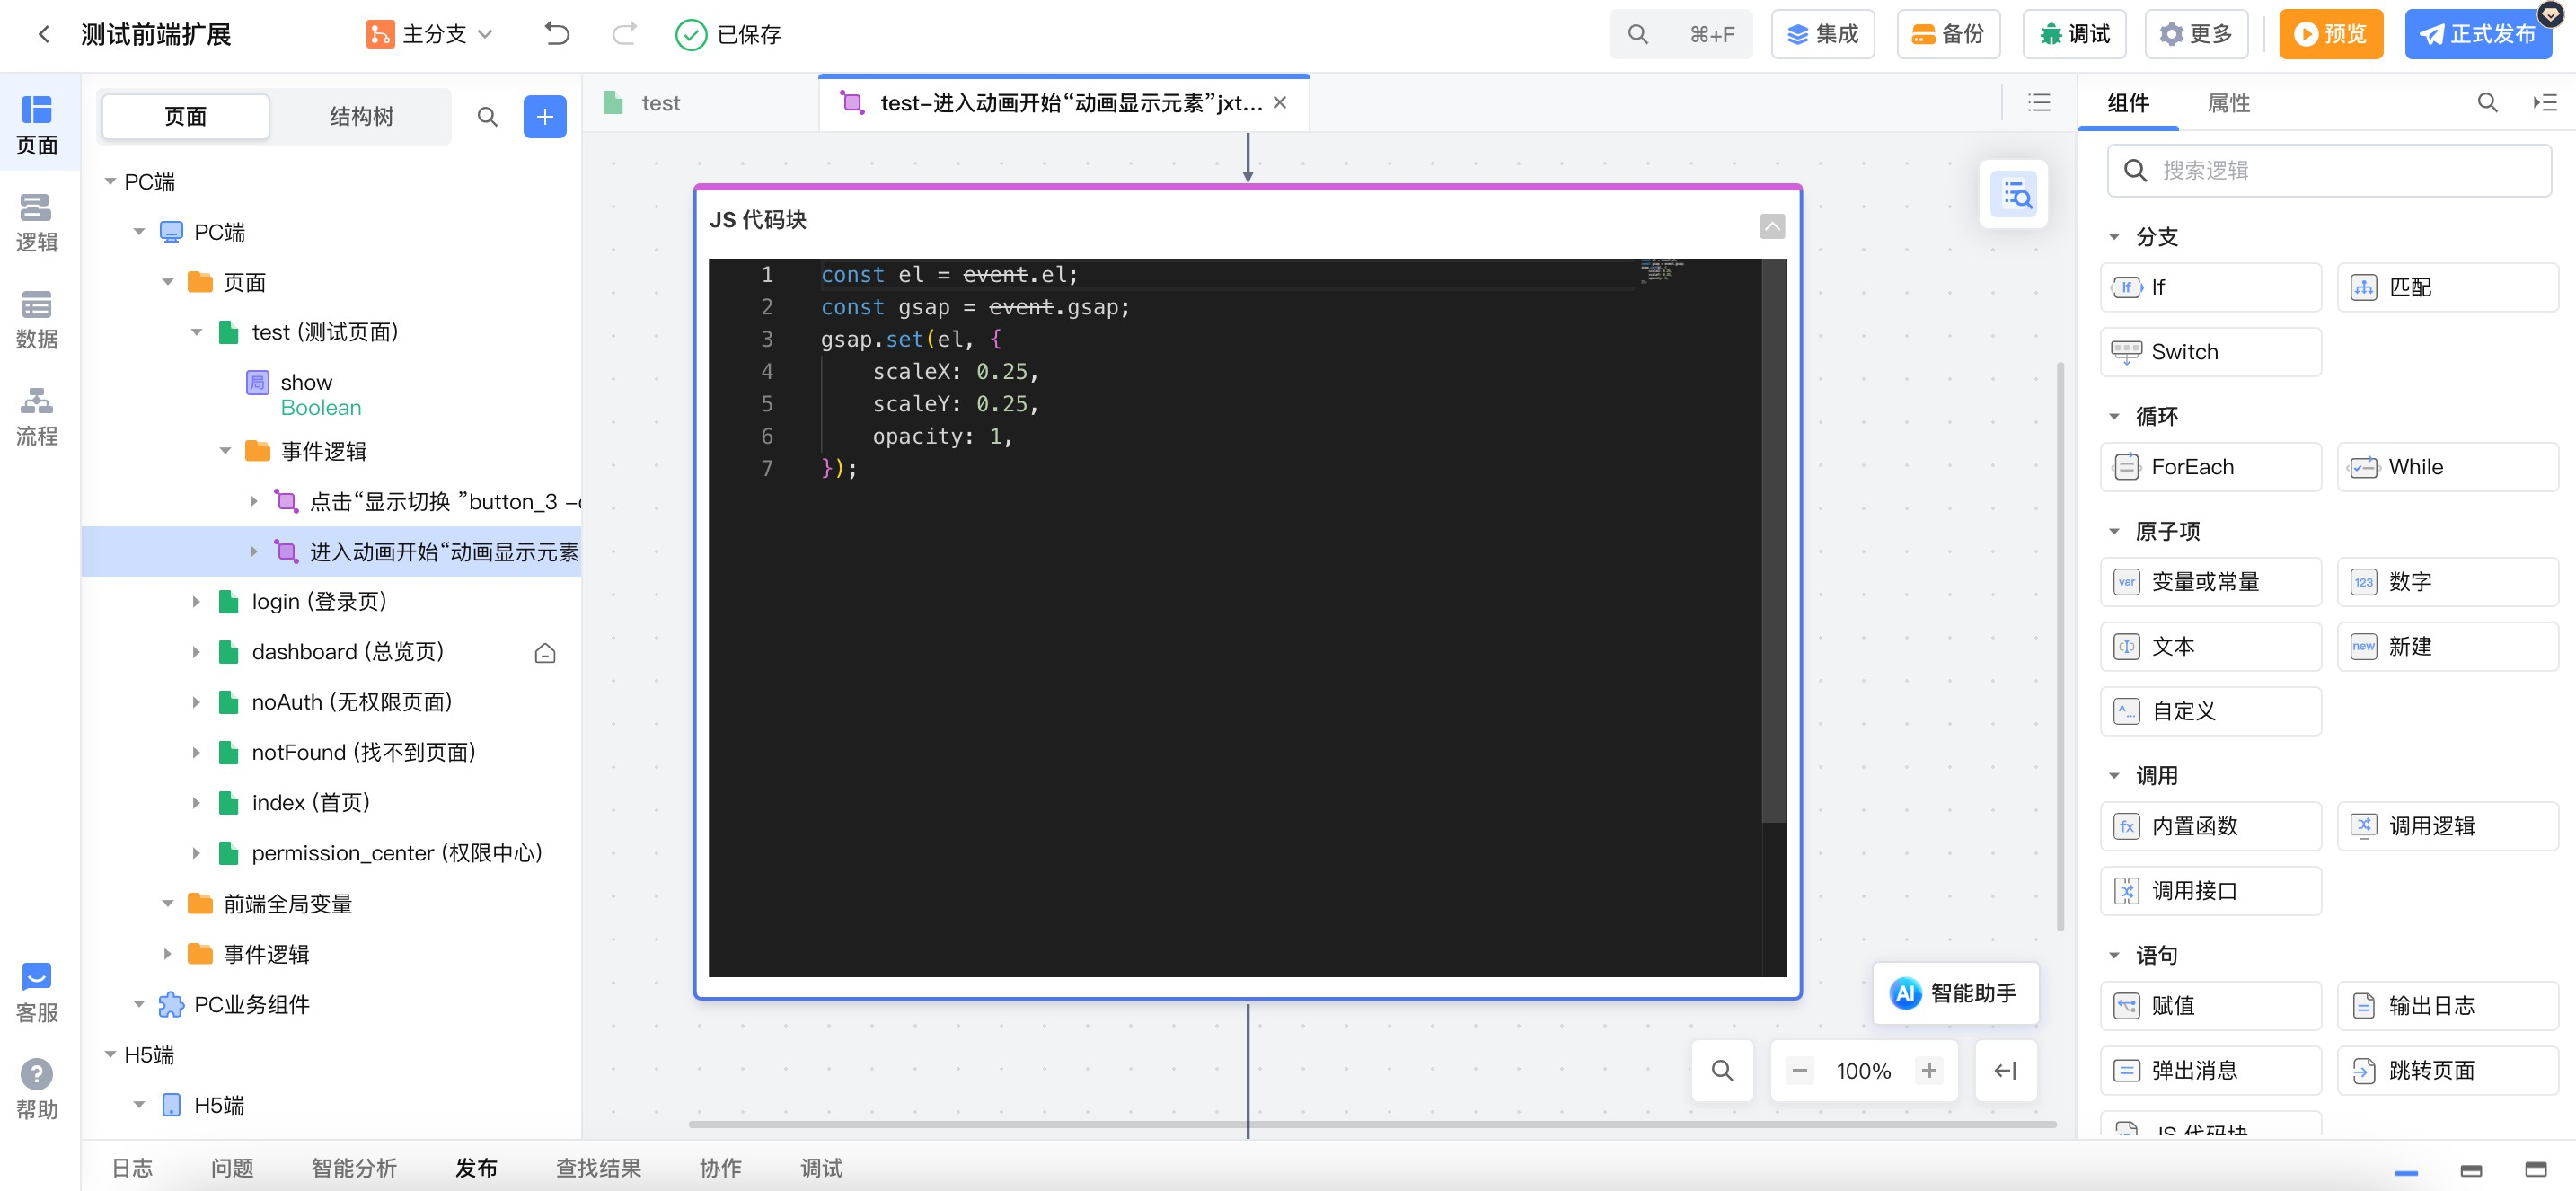 测试前端扩展
主分支
已保存
⌘+F
集成
备份
调试
更多
预览
正式发布
页面
逻辑
数据
流程
客服
帮助
页面
结构树
PC端
PC端
页面
test (测试页面)
局
show
Boolean
事件逻辑
点击“显示切换 ”button_3 -
进入动画开始“动画显示元素
login (登录页)
dashboard (总览页)
noAuth (无权限页面)
notFound (找不到页面)
index (首页)
permission_center (权限中心)
前端全局变量
事件逻辑
PC业务组件
H5端
H5端
test
test-进入动画开始“动画显示元素”jxt...
JS 代码块
1 const el = event.el;
2 const gsap = event.gsap;
3 gsap.set(el, {
4 scaleX: 0.25,
5 scaleY: 0.25,
6 opacity: 1,
7 });
AI 智能助手
100%
组件
属性
搜索逻辑
分支
If If
匹配
Switch
循环
ForEach
While
原子项
var 变量或常量
123 数字
文本
new 新建
自定义
调用
fx 内置函数
调用逻辑
调用接口
语句
赋值
输出日志
弹出消息
跳转页面
JS 代码块
日志
问题
智能分析
发布
查找结果
协作
调试